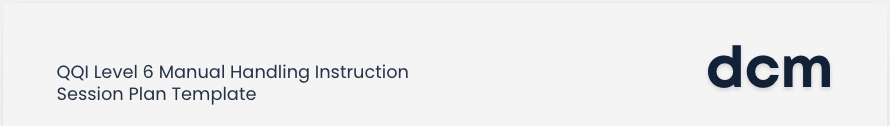 QQI Level 6 Manual Handling Instruction
Session Plan Template
dcm